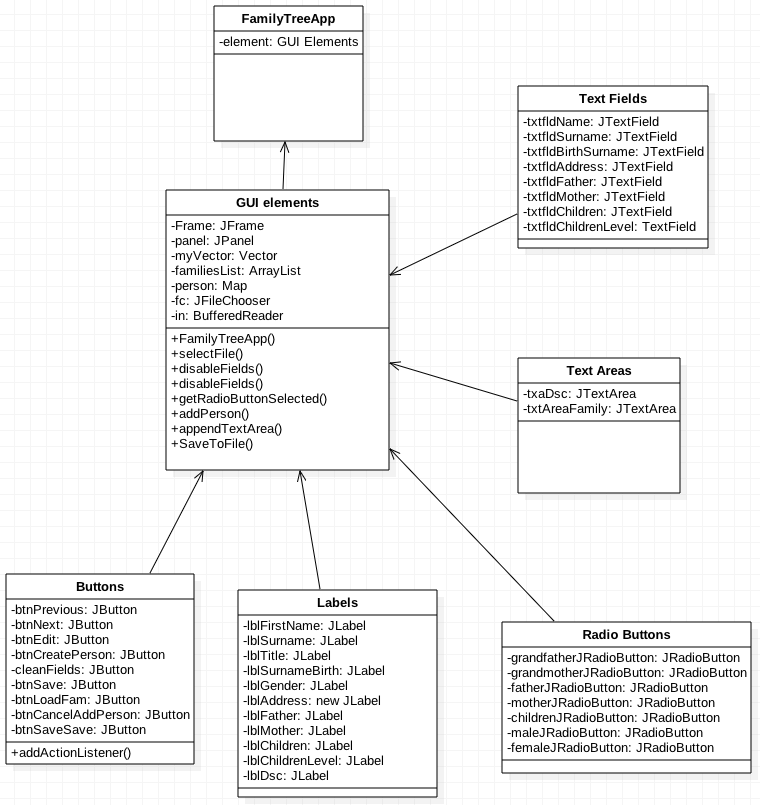 FamilyTreeApp
-element: GUI Elements
Text Fields
-txtfldName: JTextField
-txtfldSurname: JTextField
-txtfldBirthSurname: JTextField
-txtfldAddress: JTextField
-txtfldFather: JTextField
-txtfldMother: JTextField
-txtfldChildren: JTextField
-txtfldChildrenLevel: TextField
GUI elements
-Frame: JFrame
-panel: JPanel
-myVector: Vector
-familiesList: ArrayList
-person: Map
-fc: JFileChooser
-in: BufferedReader
+FamilyTreeApp()
+selectFile()
+disableFields()
+disableFields()
+getRadioButtonSelected()
+addPerson()
+appendTextArea()
+SaveToFile()
Text Areas
-txaDsc: JTextArea
-txtAreaFamily: JTextArea
Buttons
-btnPrevious: JButton
-btnNext: JButton
-btnEdit: JButton
-btnCreatePerson: JButton
-cleanFields: JButton
-btnSave: JButton
-btnLoadFam: JButton
-btnCancelAddPerson: JButton
-btnSaveSave: JButton
+addActionListener()
Labels
-lblFirstName: JLabel
-lblSurname: JLabel
-lblTitle: JLabel
-lblSurnameBirth: JLabel
-lblGender: JLabel
-lblAddress: new JLabel
-lblFather: JLabel
-lblMother: JLabel
-lblChildren: JLabel
-lblChildrenLevel: JLabel
-lblDsc: JLabel
Radio Buttons
-grandfatherJRadioButton: JRadioButton
-grandmotherJRadioButton: JRadioButton
-fatherJRadioButton: JRadioButton
-motherJRadioButton: JRadioButton
-childrenJRadioButton: JRadioButton
-maleJRadioButton: JRadioButton
-femaleJRadioButton: JRadioButton